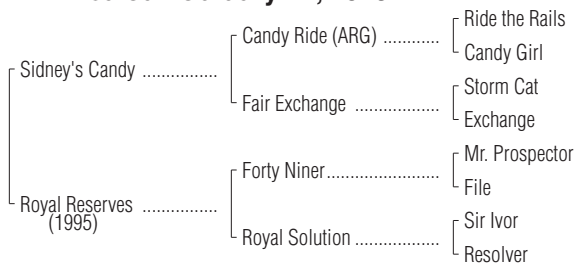 Sidney's Candy ................
Royal Reserves ................
(1995)
Candy Ride (ARG) ............
Fair Exchange ..................
Forty Niner........................
Royal Solution ..................
Ride the Rails
Candy Girl
Storm Cat
Exchange
Mr. Prospector
File
Sir Ivor
Resolver